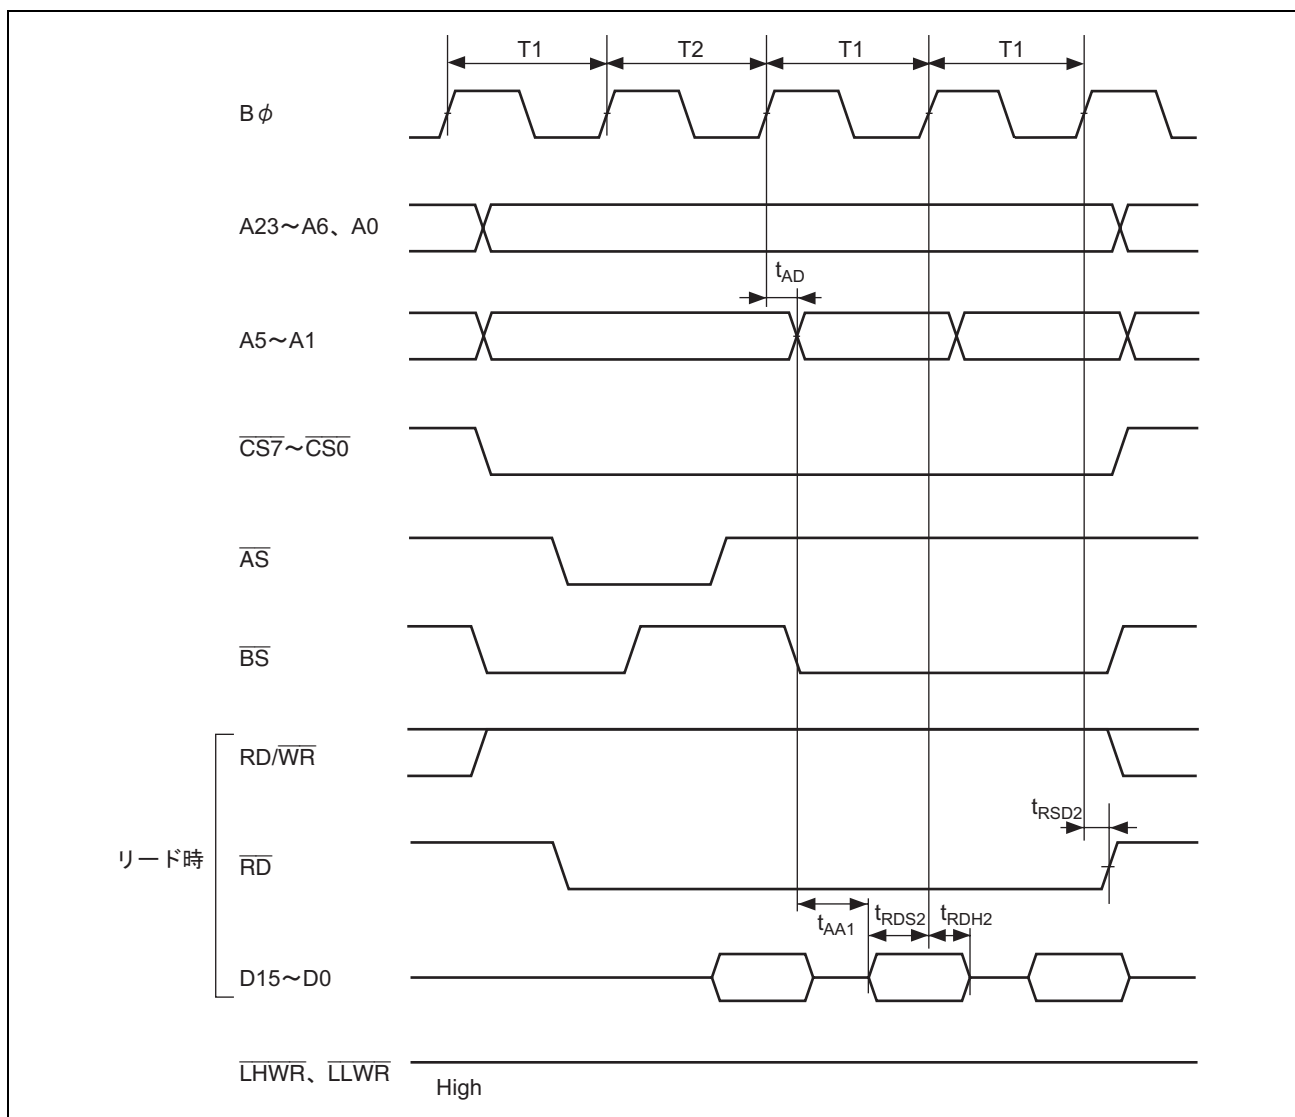 T1 T2 T1 T1
Bφ
A23～A6、A0
tAD
A5～A1
CS7～CS0
AS
BS
RD/WR
tRSD2
リード時
RD
tAA1 tRDS2 tRDH2
D15～D0
LHWR、LLWR
High